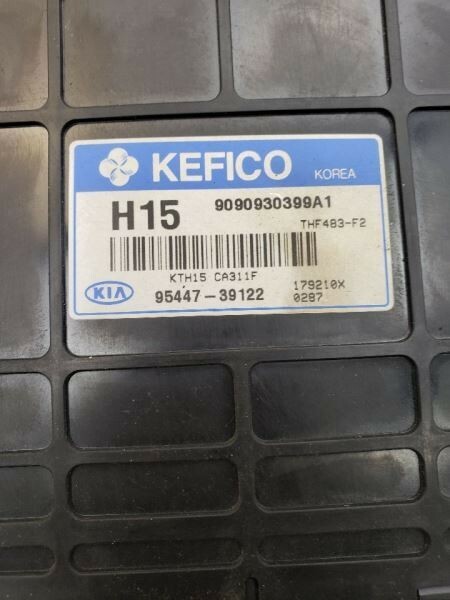 KEFICO KOREA
H15 9090930399A1
THF483-F2
KTH15 CA311F
KIA 95447-39122 179210X
0287